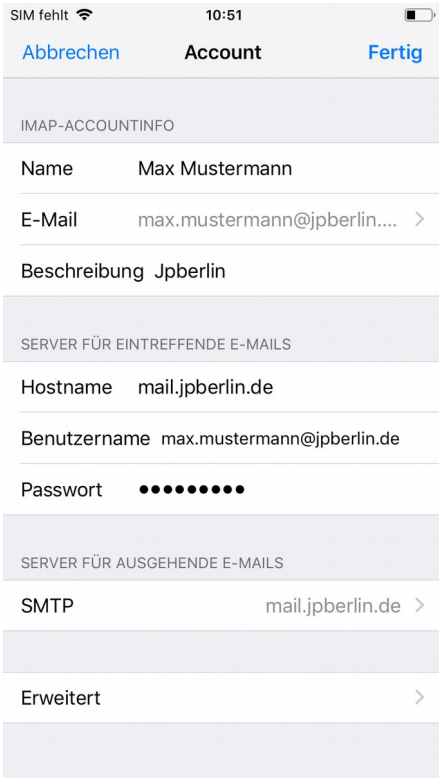 SIM fehlt 10:51
Abbrechen Account Fertig
IMAP-ACCOUNTINFO
Name Max Mustermann
E-Mail max.mustermann@jpberlin....
Beschreibung Jpberlin
SERVER FÜR EINTREFFENDE E-MAILS
Hostname mail.jpberlin.de
Benutzername max.mustermann@jpberlin.de
Passwort ●●●●●●●●●
SERVER FÜR AUSGEHENDE E-MAILS
SMTP mail.jpberlin.de
Erweitert